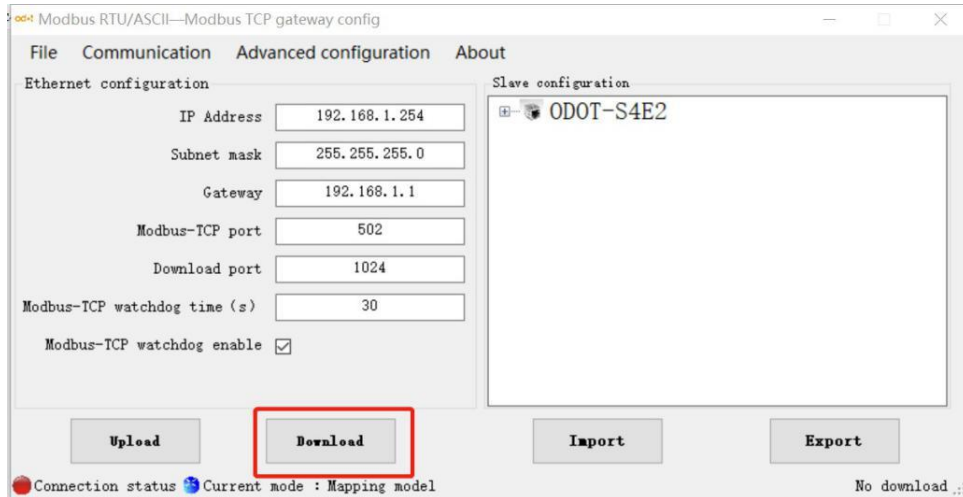 Modbus RTU/ASCII—Modbus TCP gateway config
File Communication Advanced configuration About
Ethernet configuration
IP Address 192.168.1.254
Subnet mask 255.255.255.0
Gateway 192.168.1.1
Modbus-TCP port 502
Download port 1024
Modbus-TCP watchdog time(s) 30
Modbus-TCP watchdog enable
Slave configuration
ODOT-S4E2
Upload Download Import Export
Connection status Current mode : Mapping model No download